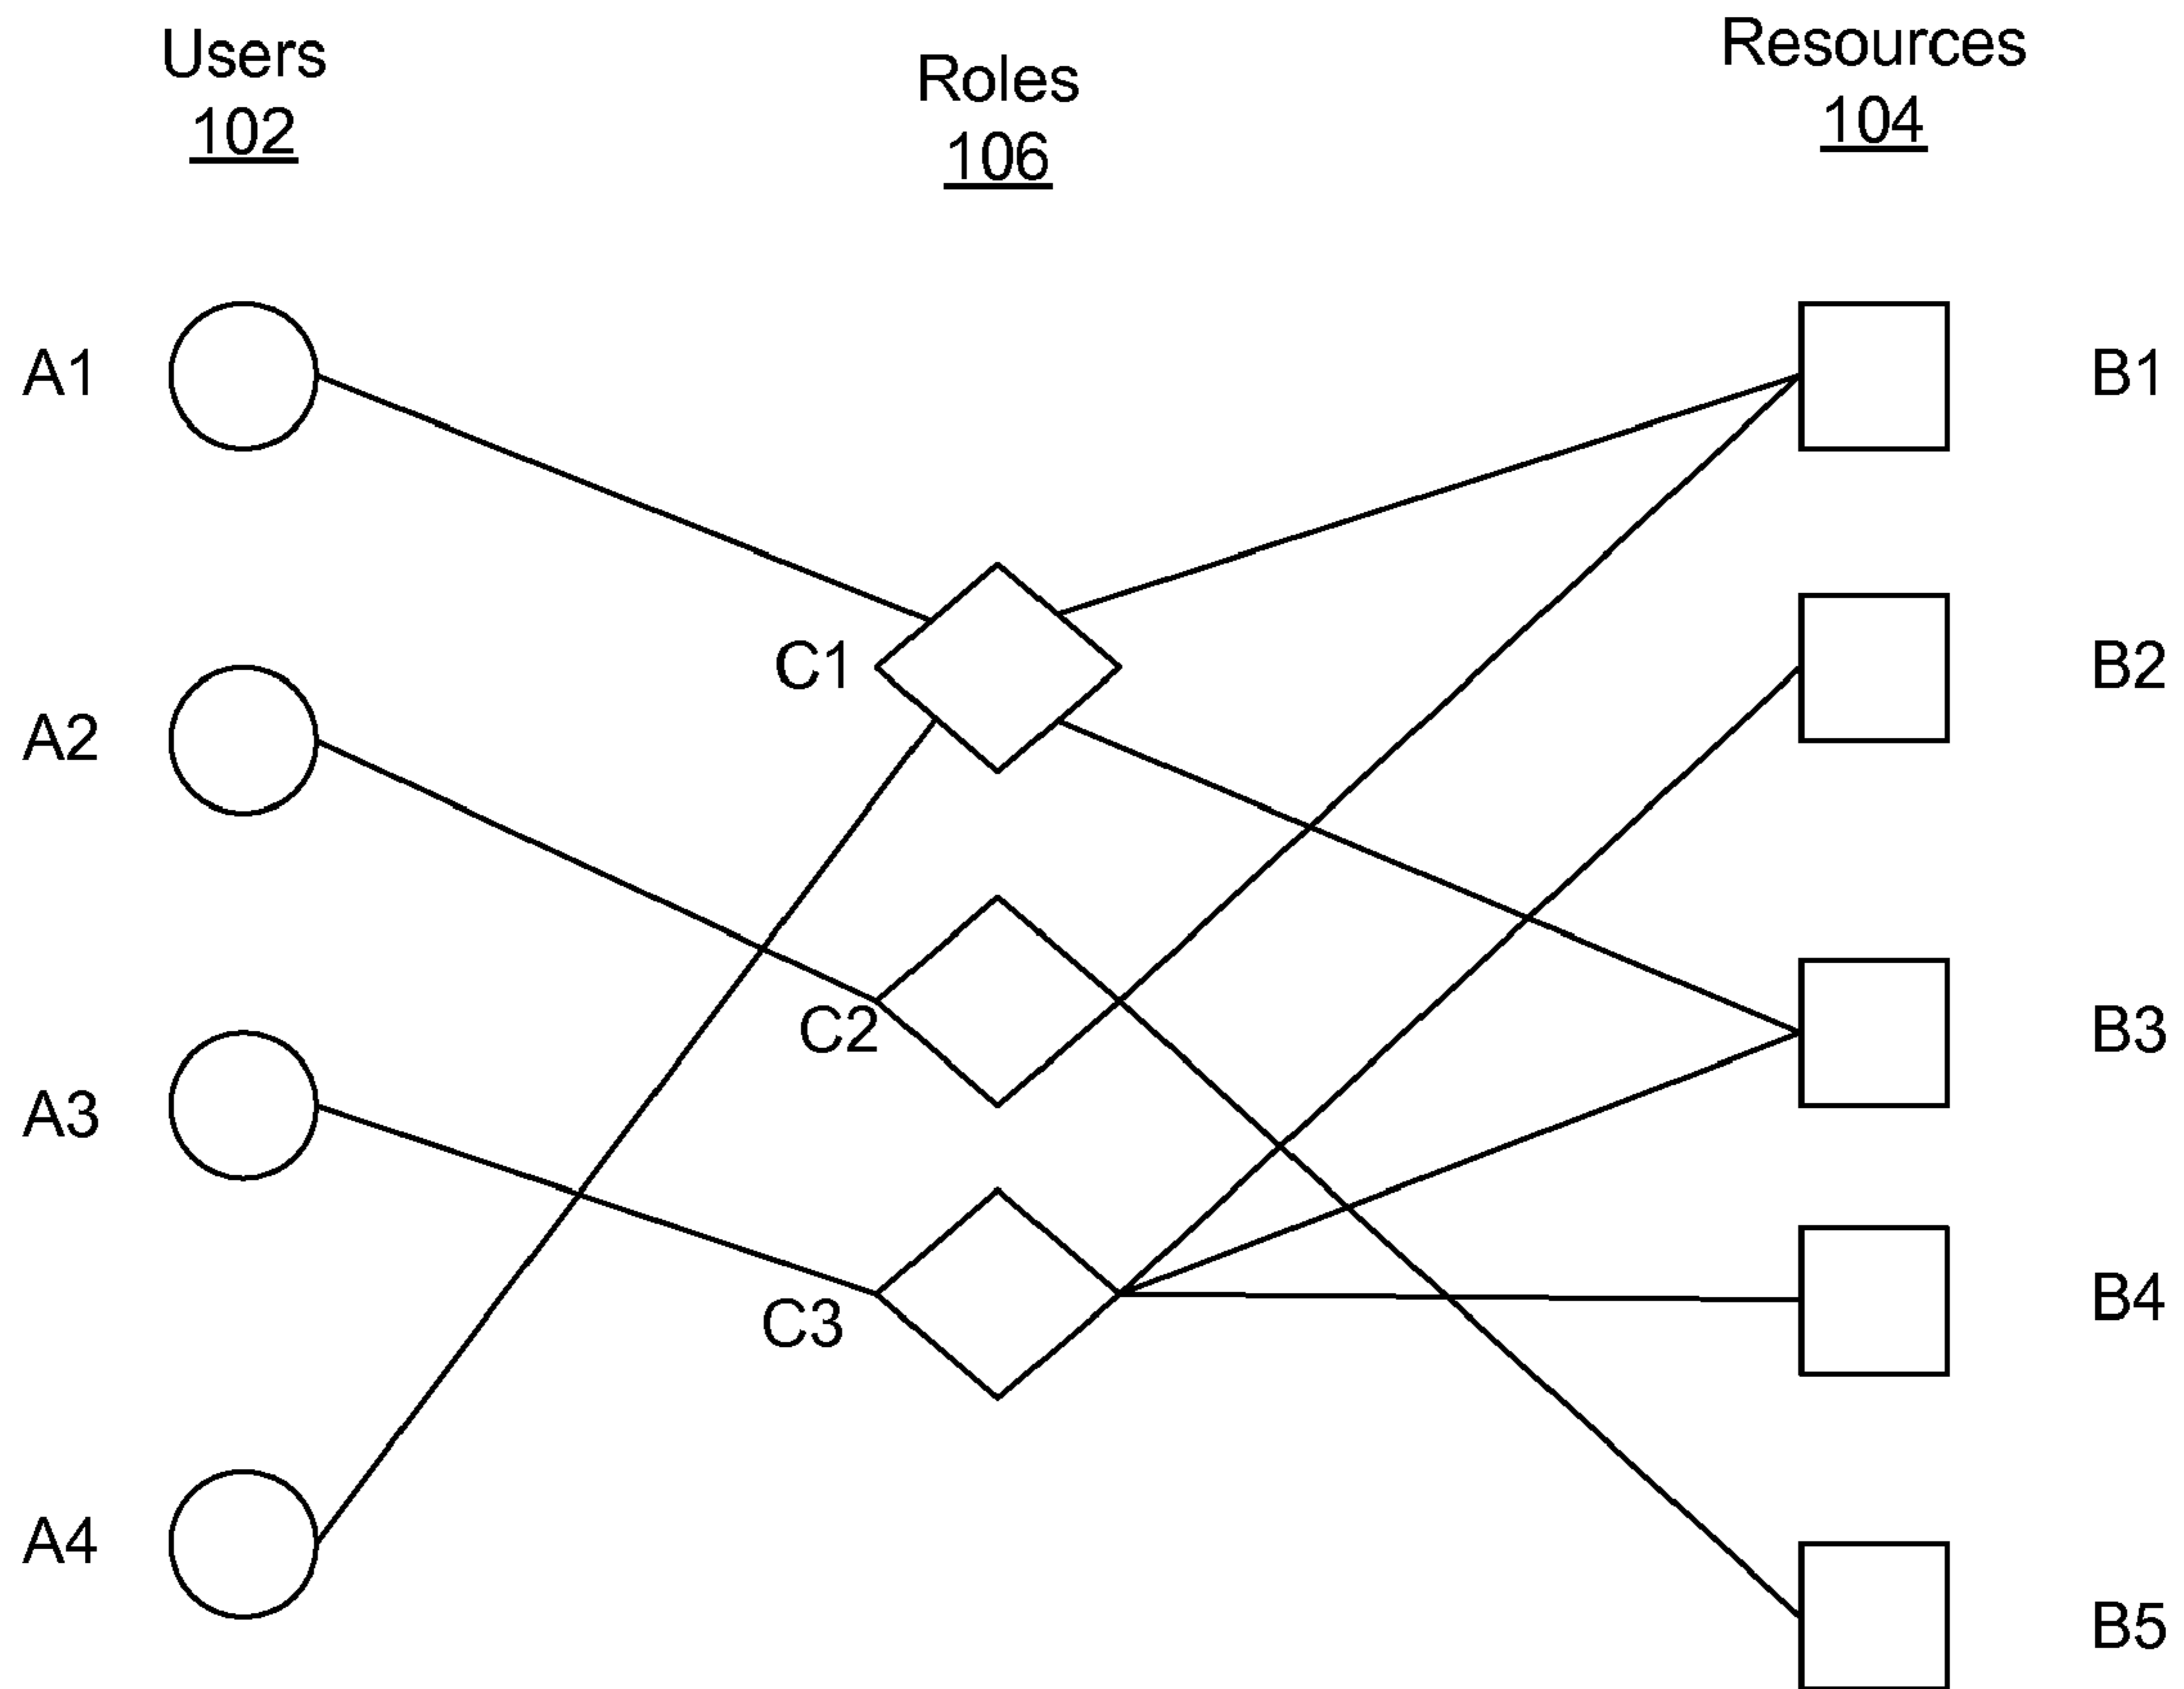 Users
102
Roles
106
Resources
104
A1
B1
C1
B2
A2
C2
B3
A3
C3
B4
A4
B5